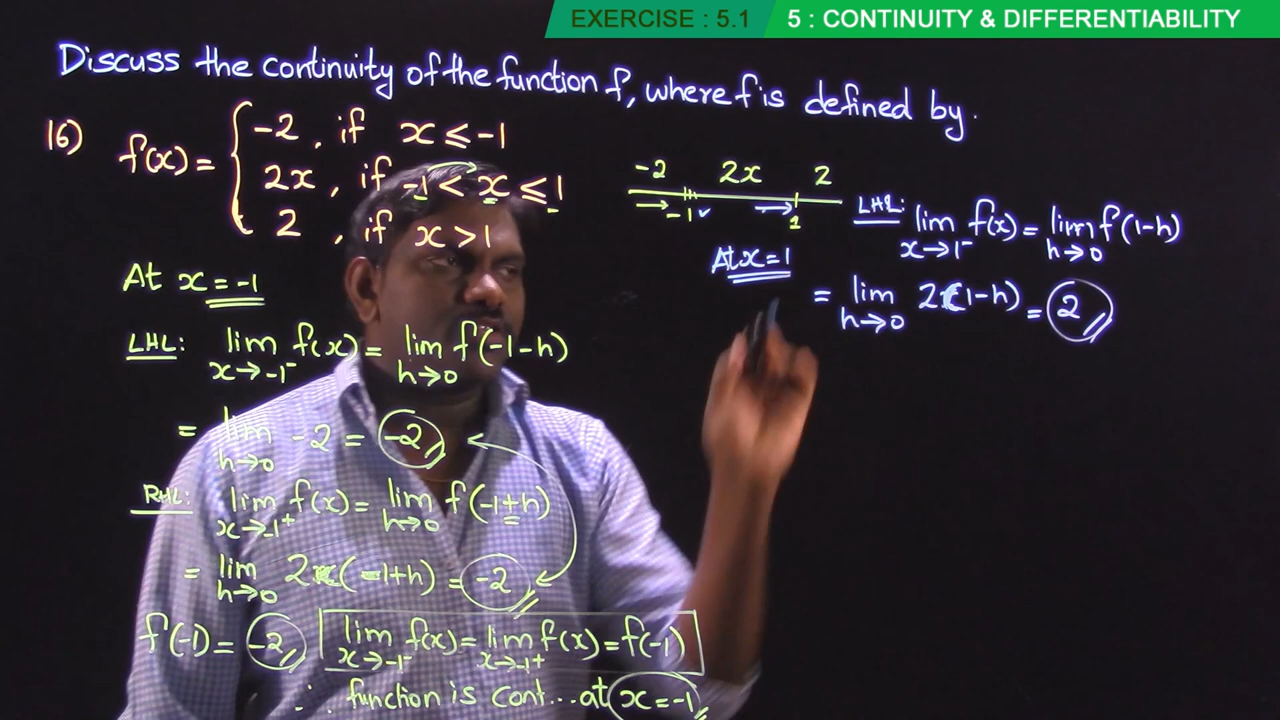 EXERCISE : 5.1
5 : CONTINUITY & DIFFERENTIABILITY
Discuss the continuity of the function f, where f is defined by.
16) f(x) = { -2, if x ≤ -1
2x, if -1 < x ≤ 1
2, if x > 1
At x = -1
LHL: lim x→-1⁻ f(x) = lim h→0 f(-1-h)
= lim h→0 -2 = -2
RHL: lim x→-1⁺ f(x) = lim h→0 f(-1+h)
= lim h→0 2(-1+h) = -2
f(-1) = -2 lim x→-1⁻ f(x) = lim x→-1⁺ f(x) = f(-1)
∴ function is cont... at x = -1
-2 2x 2
-1 1
At x = 1
LHL: lim x→1⁻ f(x) = lim h→0 f(1-h)
= lim h→0 2(1-h) = 2